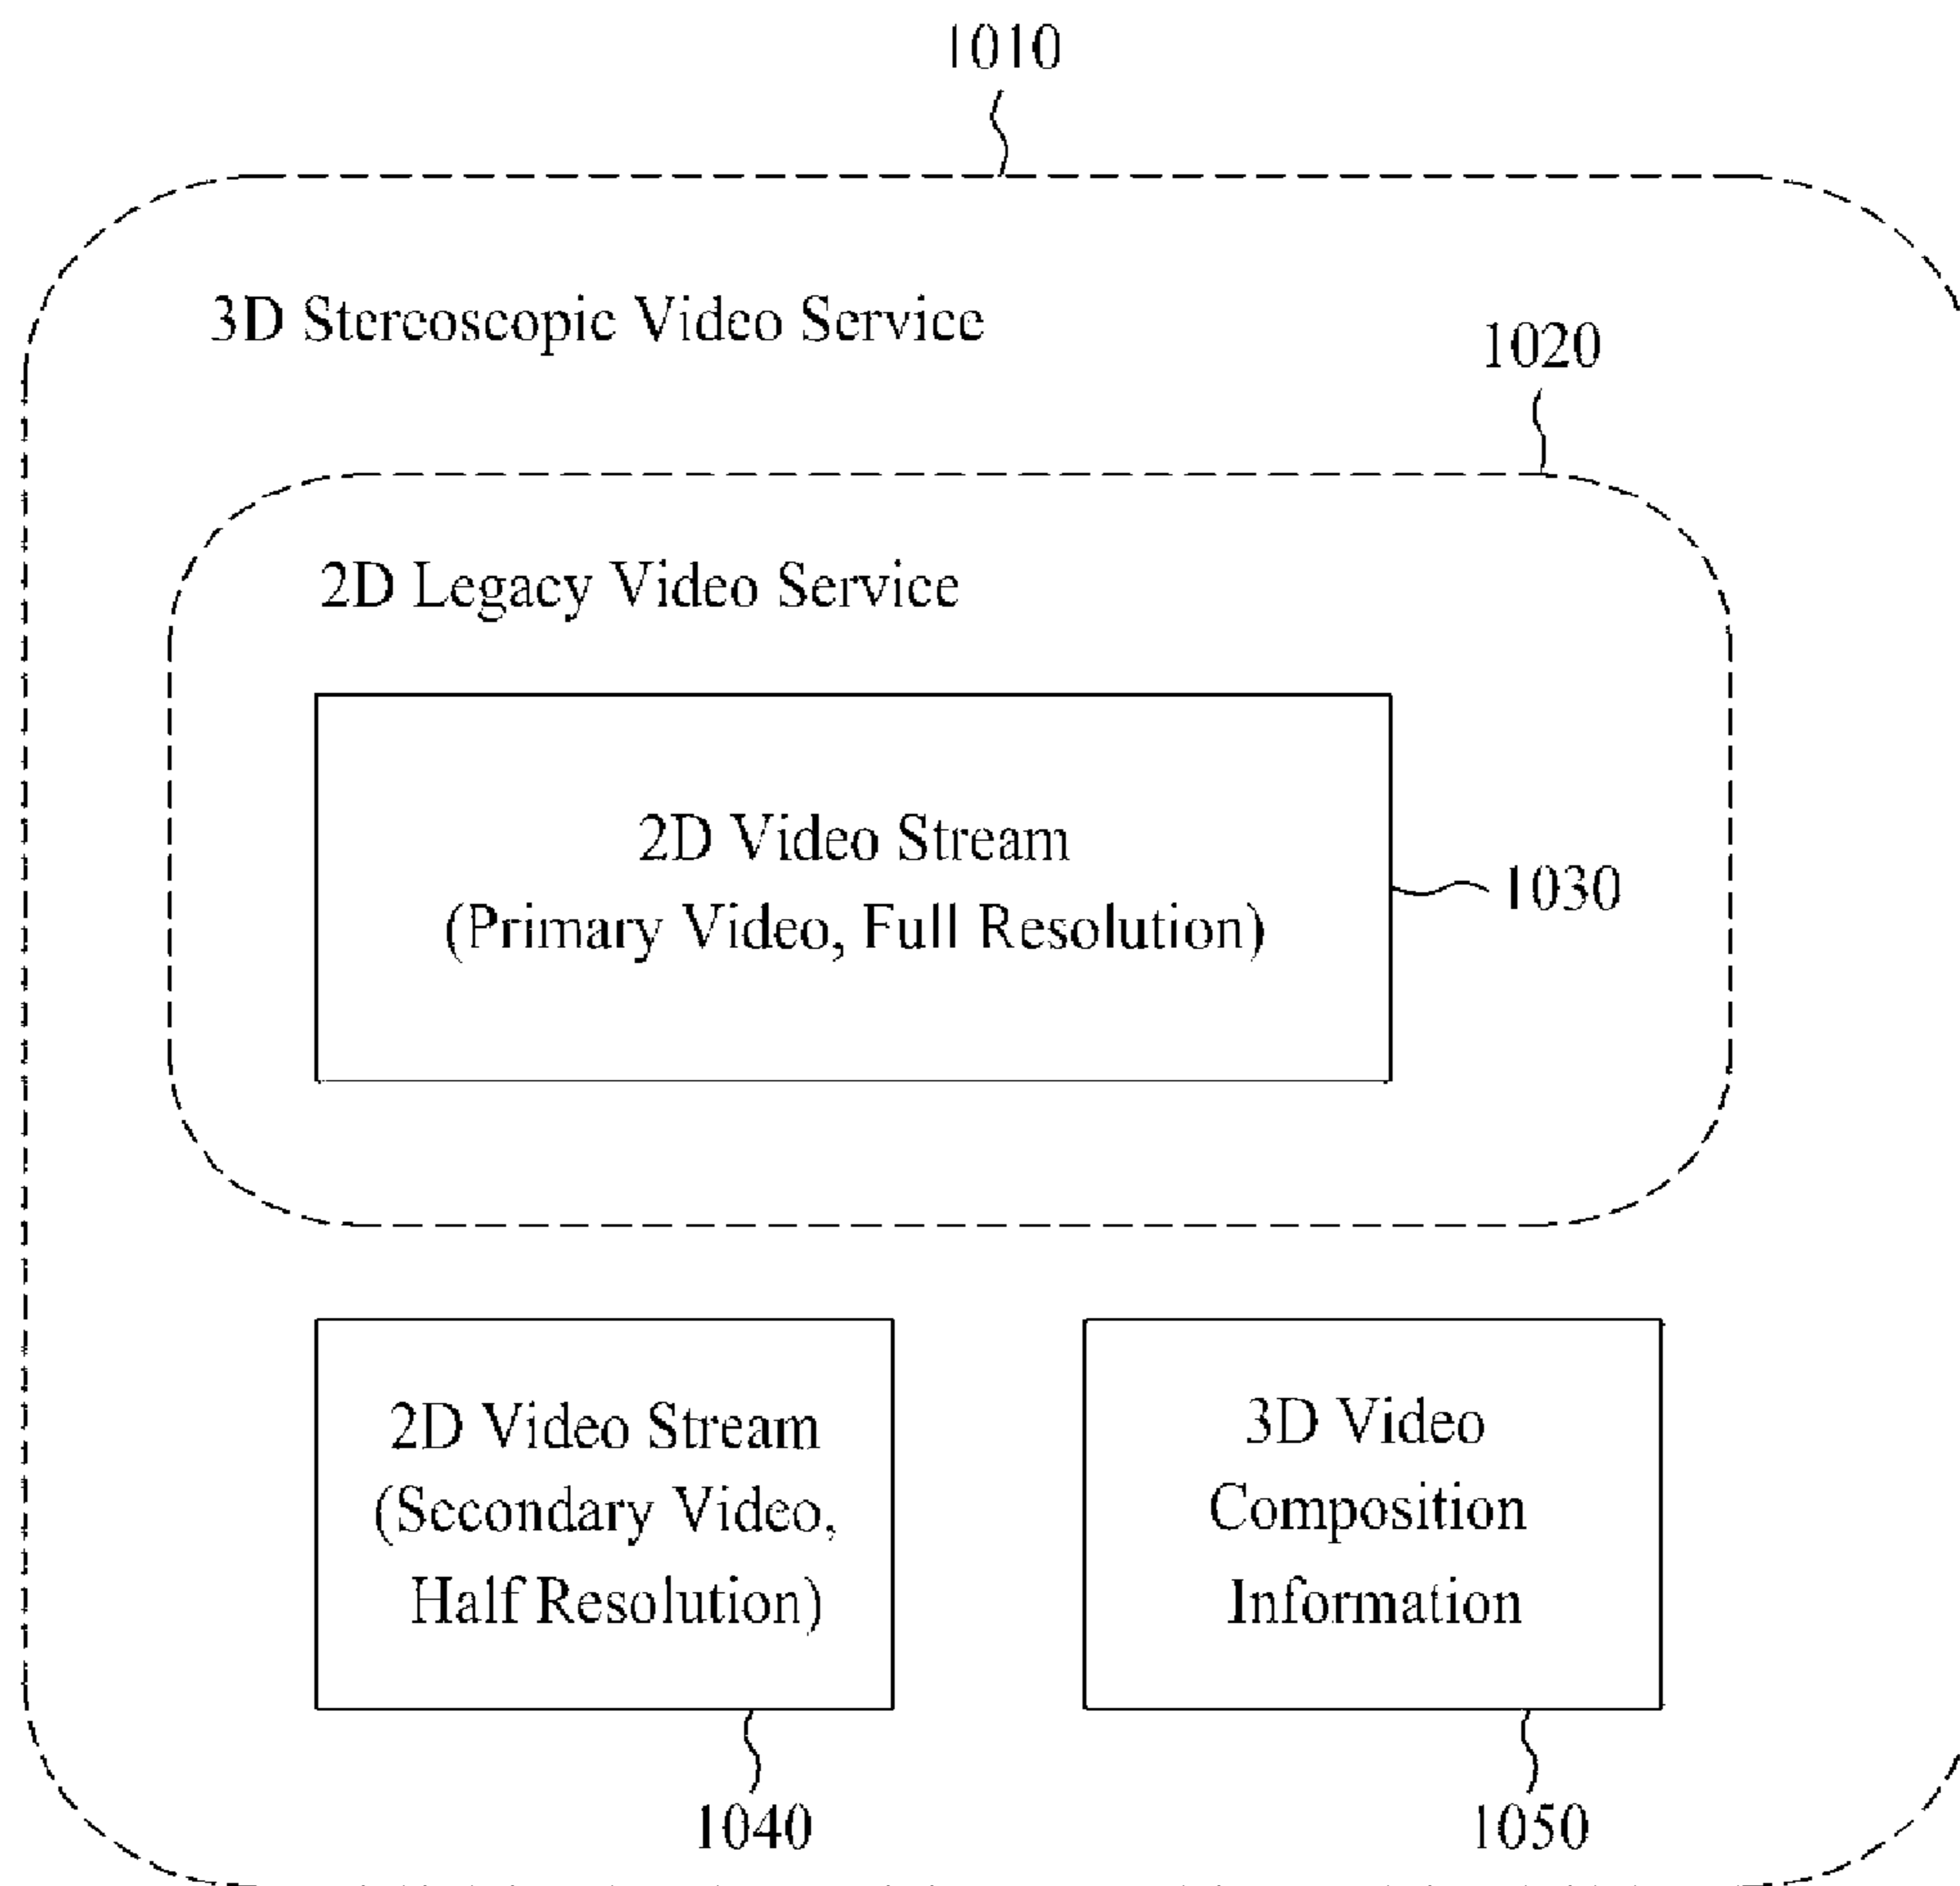 1010
3D Stereoscopic Video Service
1020
2D Legacy Video Service
2D Video Stream
(Primary Video, Full Resolution)
1030
2D Video Stream
(Secondary Video,
Half Resolution)
3D Video
Composition
Information
1040
1050